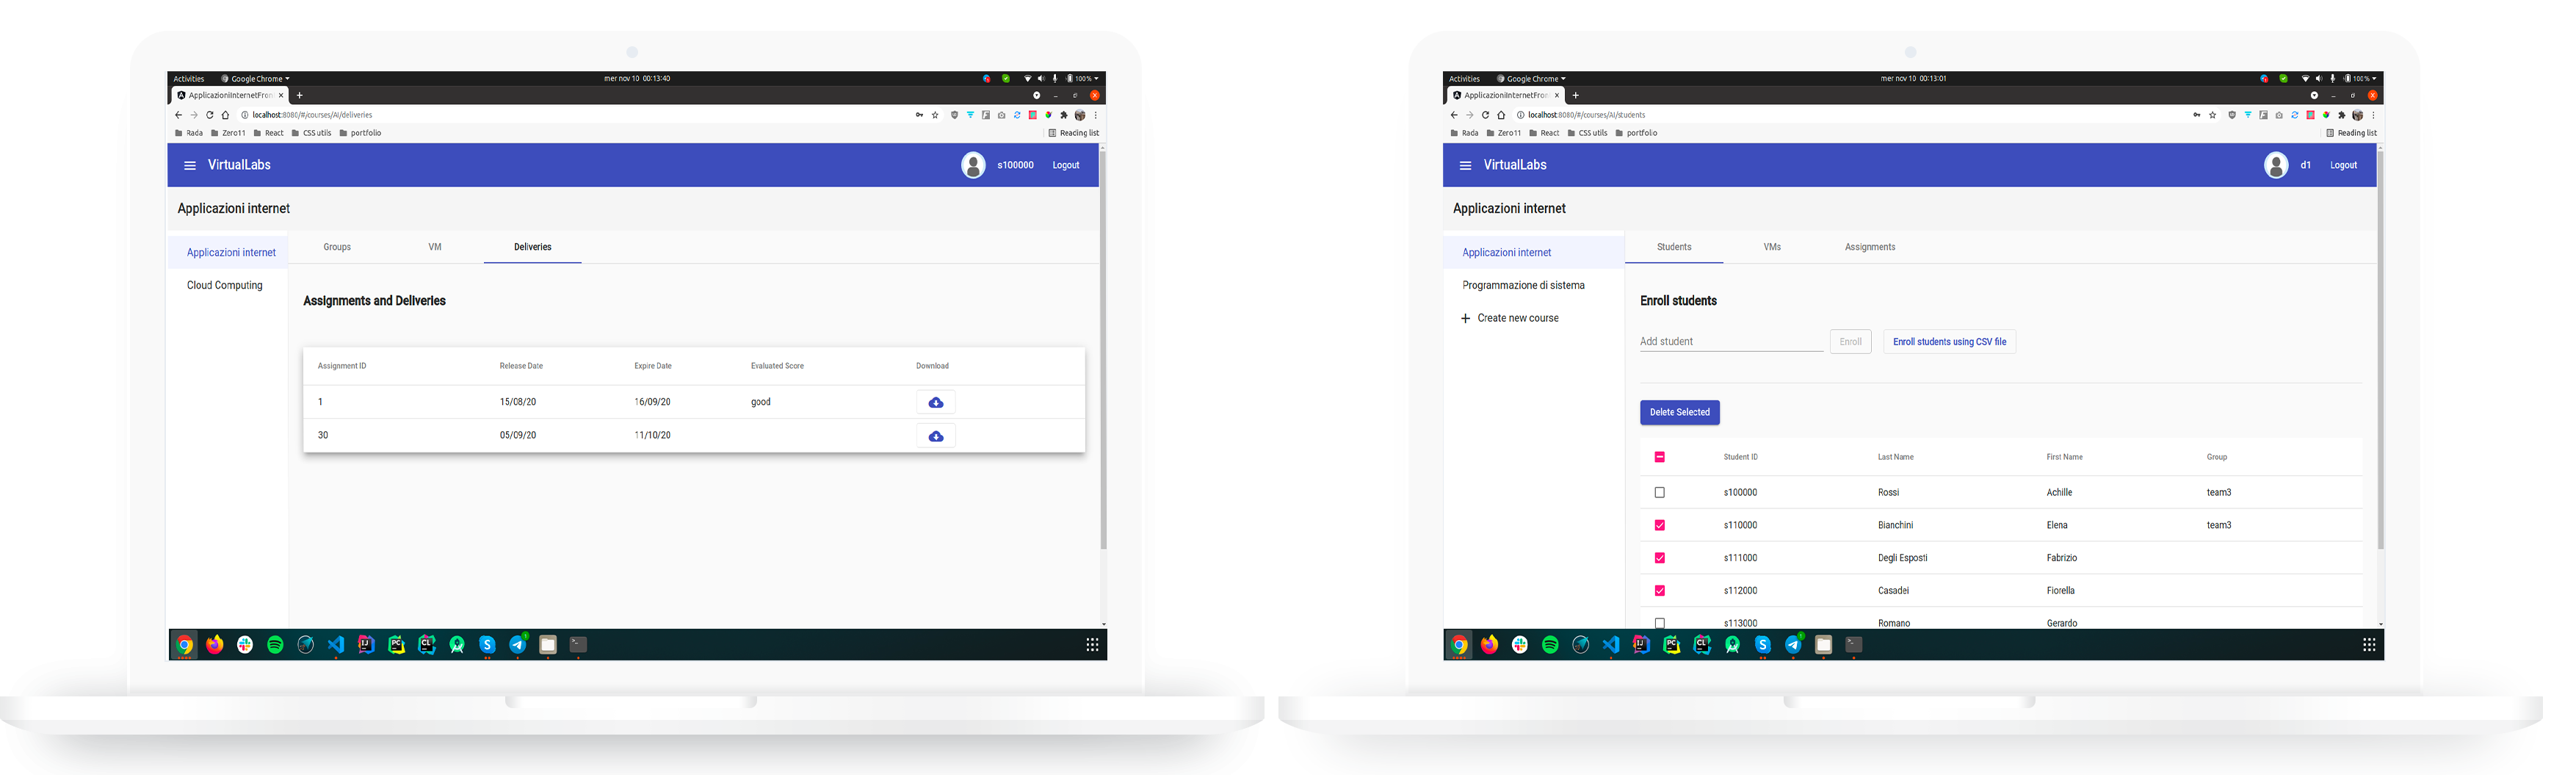 Activities Google Chrome mer nov 10 00:13:40 100%
ApplicazioniInternetFron
localhost:8080/#/courses/AI/deliveries
Rada Zero11 React CSS utils portfolio Reading list
VirtualLabs s100000 Logout
Applicazioni internet
Applicazioni internet
Cloud Computing
Groups VM Deliveries
Assignments and Deliveries
Assignment ID Release Date Expire Date Evaluated Score Download
1 15/08/20 16/09/20 good
30 05/09/20 11/10/20
Activities Google Chrome mer nov 10 00:13:01 100%
ApplicazioniInternetFron
localhost:8080/#/courses/AI/students
Rada Zero11 React CSS utils portfolio Reading list
VirtualLabs d1 Logout
Applicazioni internet
Applicazioni internet
Programmazione di sistema
+ Create new course
Students VMs Assignments
Enroll students
Add student Enroll Enroll students using CSV file
Delete Selected
Student ID Last Name First Name Group
s100000 Rossi Achille team3
s110000 Bianchini Elena team3
s111000 Degli Esposti Fabrizio
s112000 Casadei Fiorella
s113000 Romano Gerardo